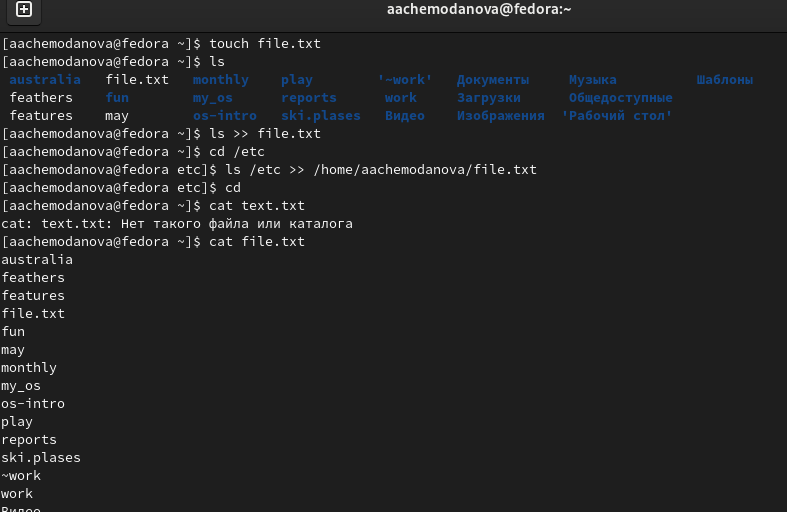 aachemodanova@fedora:~
[aachemodanova@fedora ~]$ touch file.txt
[aachemodanova@fedora ~]$ ls
australia file.txt monthly play '~work' Документы Музыка Шаблоны
feathers fun my_os reports work Загрузки Общедоступные
features may os-intro ski.plases Видео Изображения 'Рабочий стол'
[aachemodanova@fedora ~]$ ls >> file.txt
[aachemodanova@fedora ~]$ cd /etc
[aachemodanova@fedora etc]$ ls /etc >> /home/aachemodanova/file.txt
[aachemodanova@fedora etc]$ cd
[aachemodanova@fedora ~]$ cat text.txt
cat: text.txt: Нет такого файла или каталога
[aachemodanova@fedora ~]$ cat file.txt
australia
feathers
features
file.txt
fun
may
monthly
my_os
os-intro
play
reports
ski.plases
~work
work
Видео